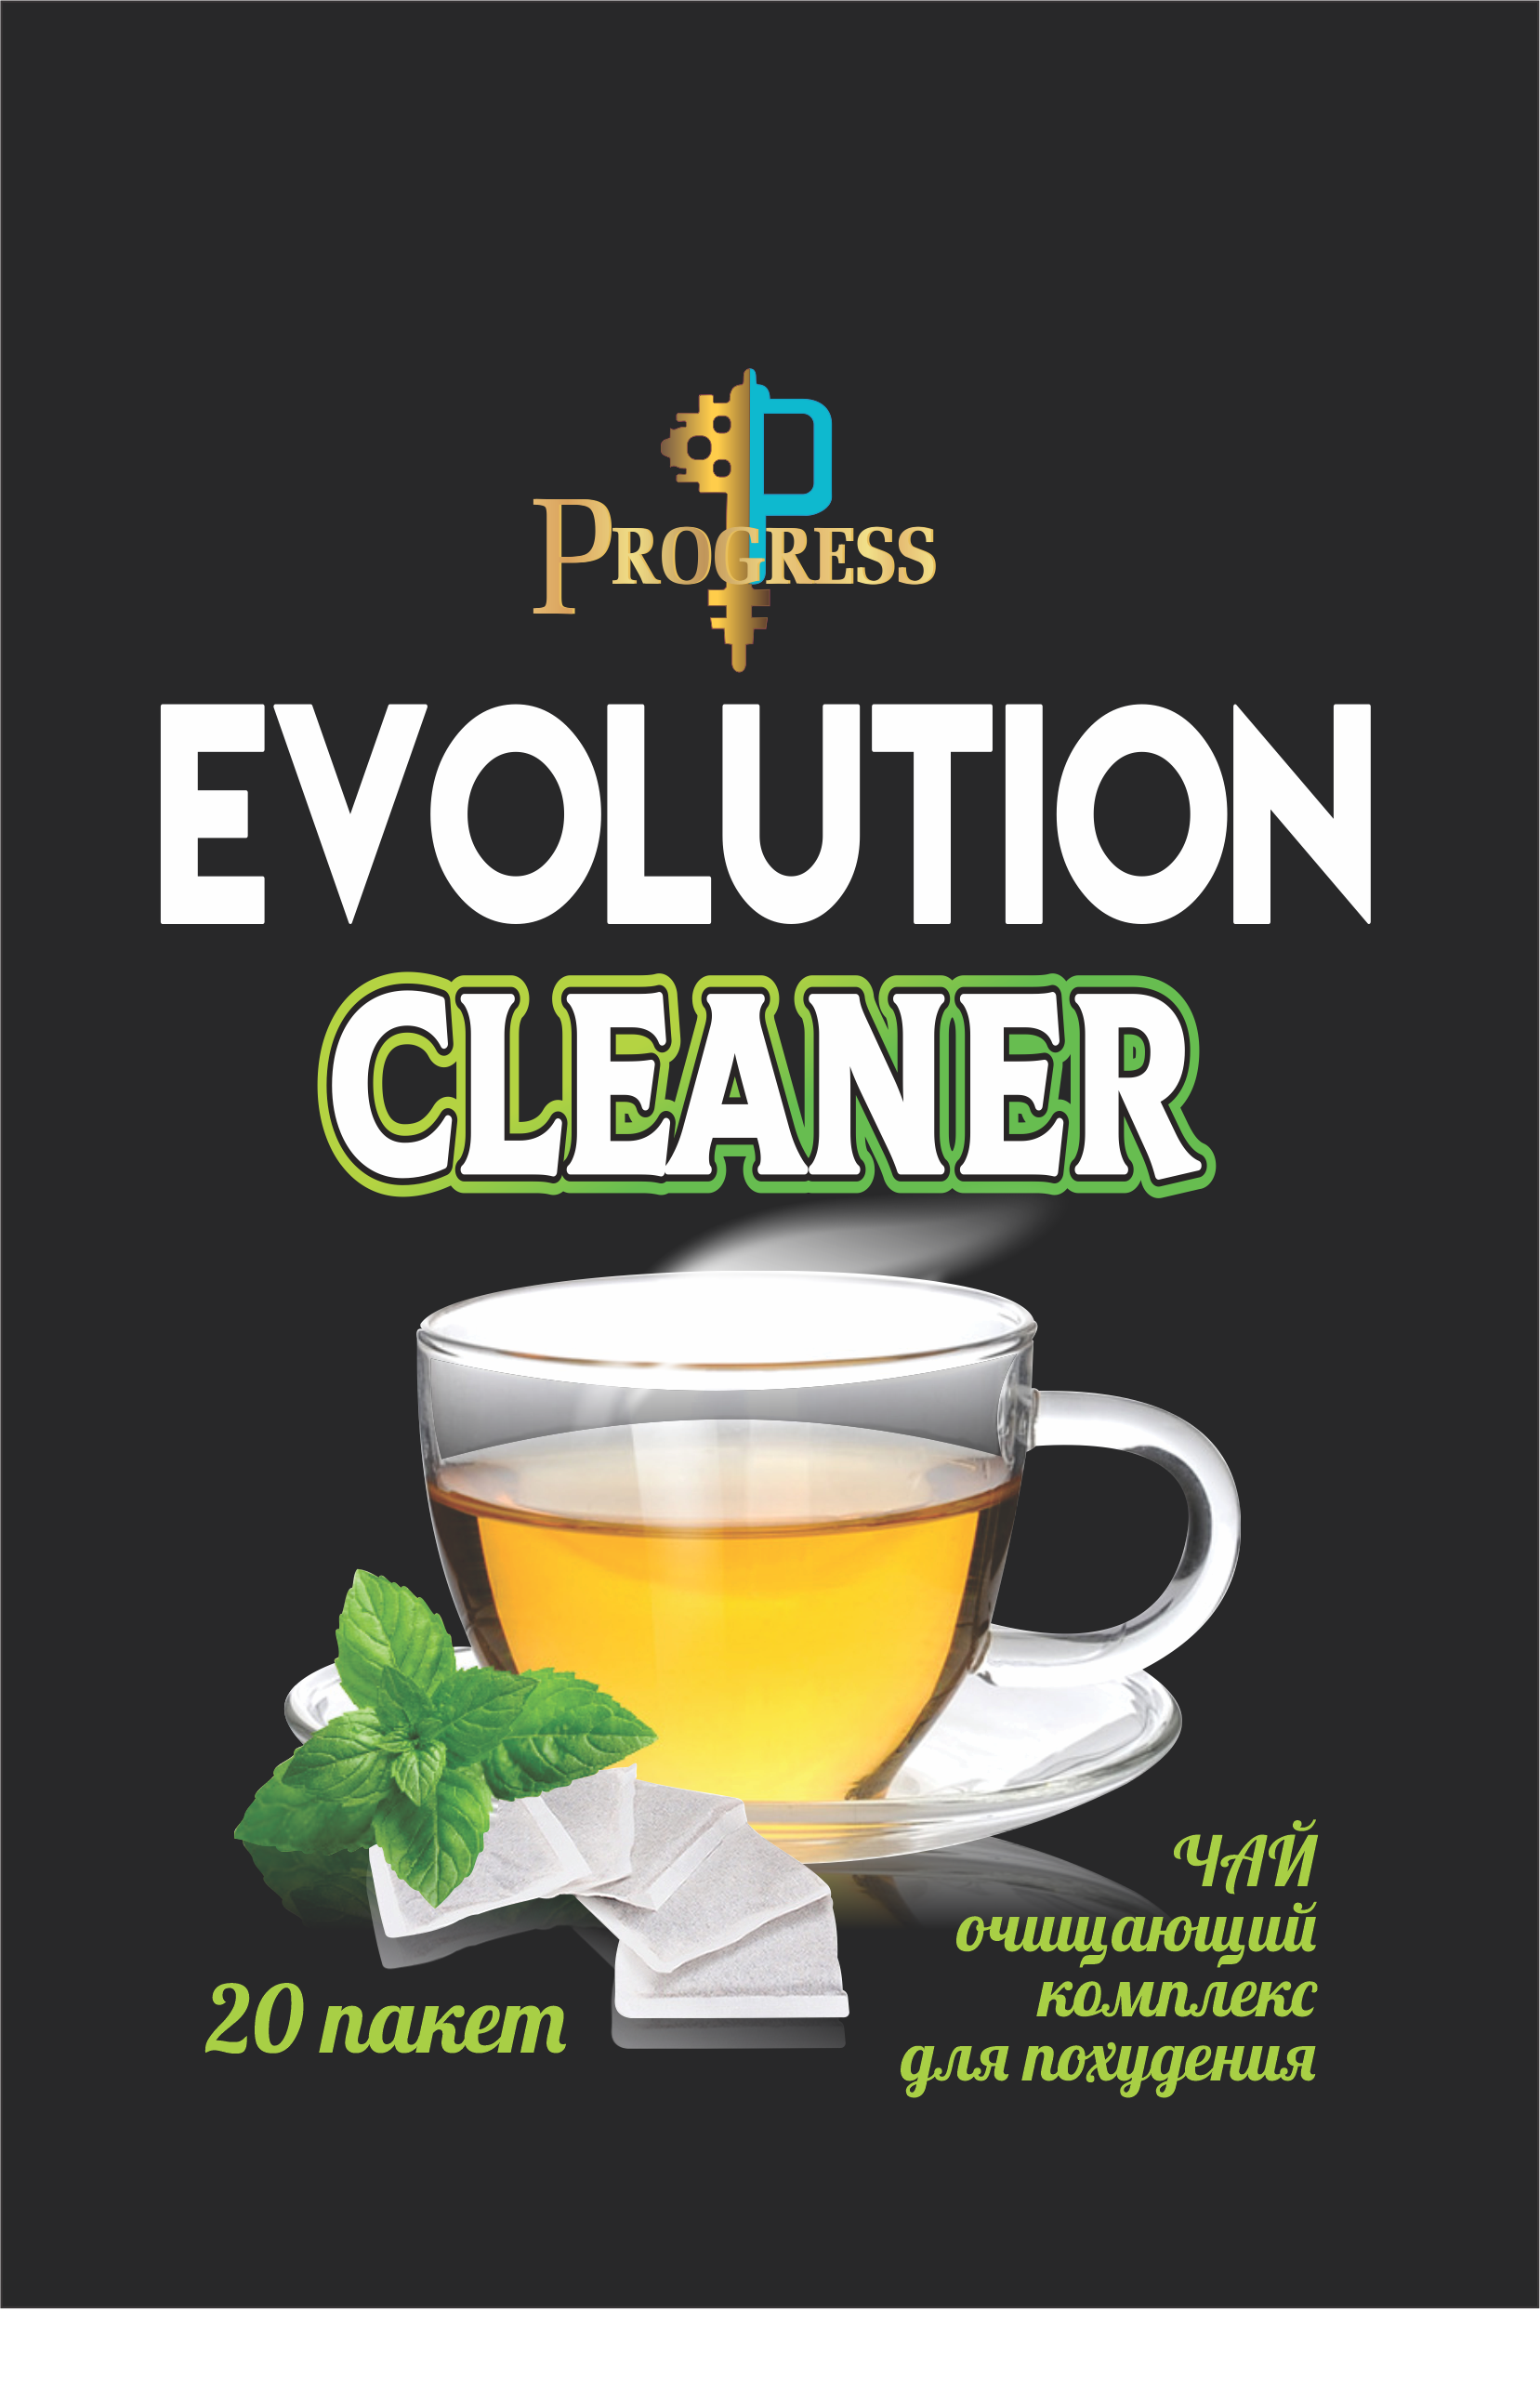 PROGRESS
EVOLUTION
CLEANER
ЧАЙ
очищающий
комплекс
для похудения
20 пакет